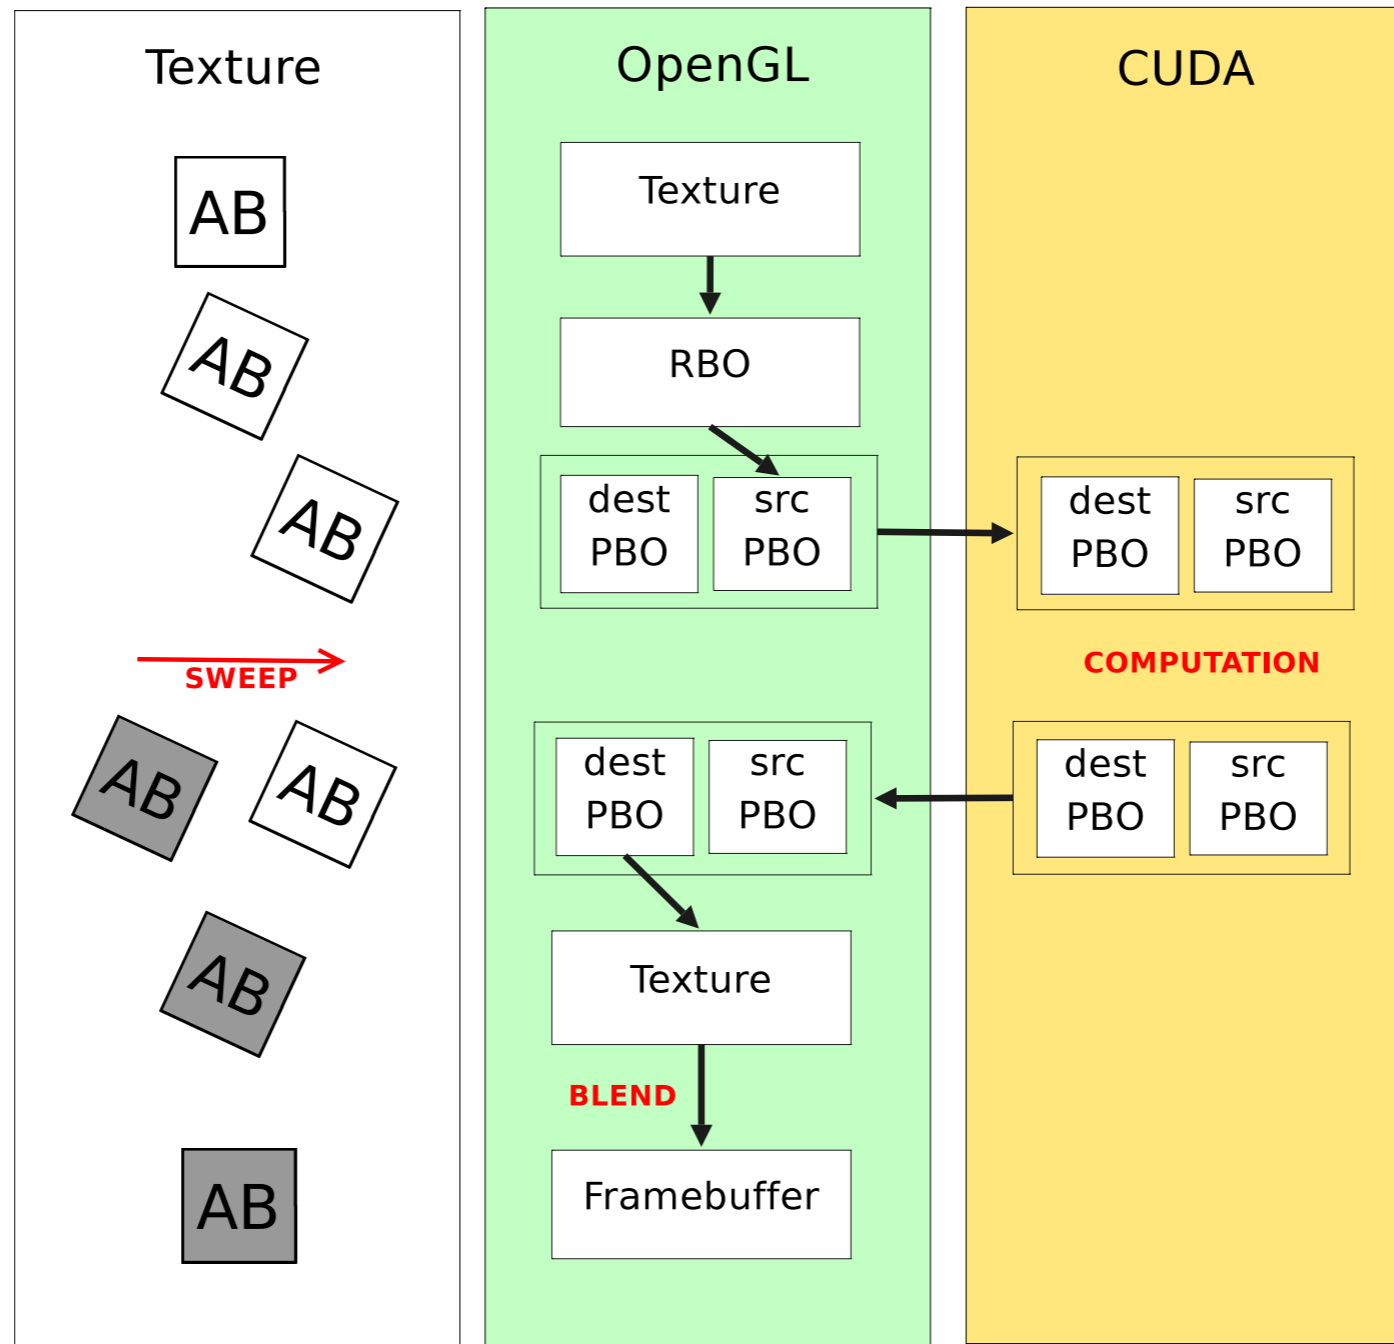 Texture
AB
AB
AB
SWEEP
AB
AB
AB
AB
OpenGL
Texture
RBO
dest
PBO
src
PBO
dest
PBO
src
PBO
Texture
BLEND
Framebuffer
CUDA
dest
PBO
src
PBO
COMPUTATION
dest
PBO
src
PBO